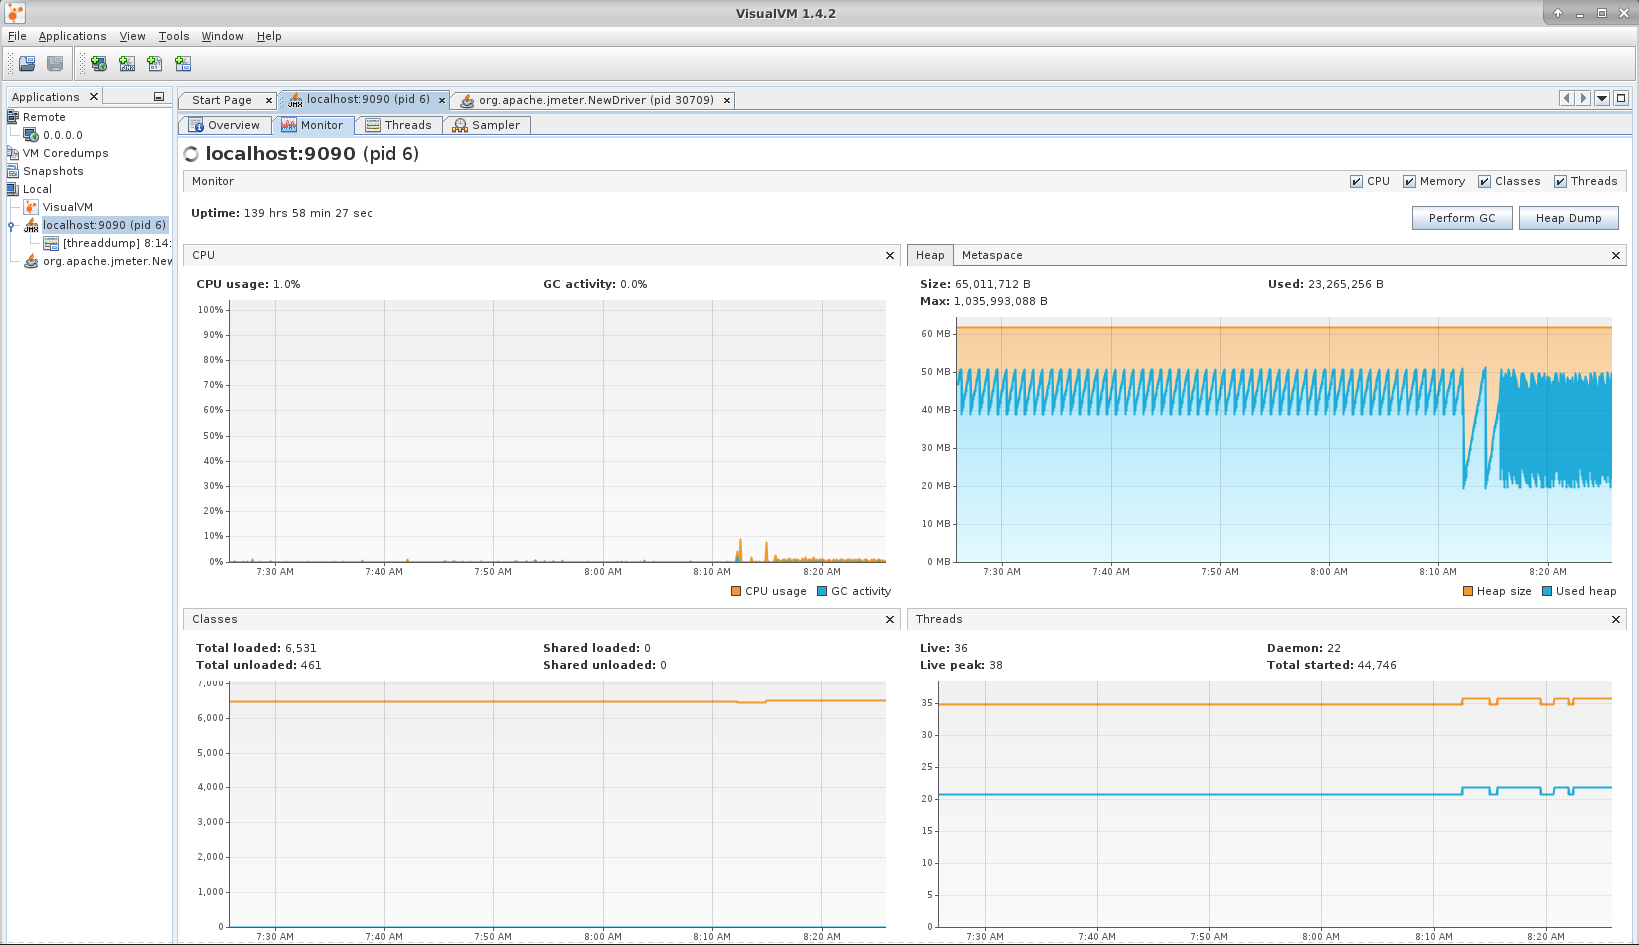 VisualVM 1.4.2
File Applications View Tools Window Help
Applications
Remote
0.0.0.0
VM Coredumps
Snapshots
Local
VisualVM
localhost:9090 (pid 6)
[threaddump] 8:14:
org.apache.jmeter.Nev
Start Page
localhost:9090 (pid 6)
org.apache.jmeter.NewDriver (pid 30709)
Overview
Monitor
Threads
Sampler
localhost:9090 (pid 6)
Monitor
CPU
Memory
Classes
Threads
Uptime: 139 hrs 58 min 27 sec
Perform GC
Heap Dump
CPU
CPU usage: 1.0%
GC activity: 0.0%
100%
90%
80%
70%
60%
50%
40%
30%
20%
10%
0%
7:30 AM 7:40 AM 7:50 AM 8:00 AM 8:10 AM 8:20 AM
CPU usage GC activity
Heap Metaspace
Size: 65,011,712 B
Used: 23,265,256 B
Max: 1,035,993,088 B
60 MB
50 MB
40 MB
30 MB
20 MB
10 MB
0 MB
7:30 AM 7:40 AM 7:50 AM 8:00 AM 8:10 AM 8:20 AM
Heap size Used heap
Classes
Total loaded: 6,531
Shared loaded: 0
Total unloaded: 461
Shared unloaded: 0
7,000
6,000
5,000
4,000
3,000
2,000
1,000
0
7:30 AM 7:40 AM 7:50 AM 8:00 AM 8:10 AM 8:20 AM
Threads
Live: 36
Daemon: 22
Live peak: 38
Total started: 44,746
35
30
25
20
15
10
5
0
7:30 AM 7:40 AM 7:50 AM 8:00 AM 8:10 AM 8:20 AM